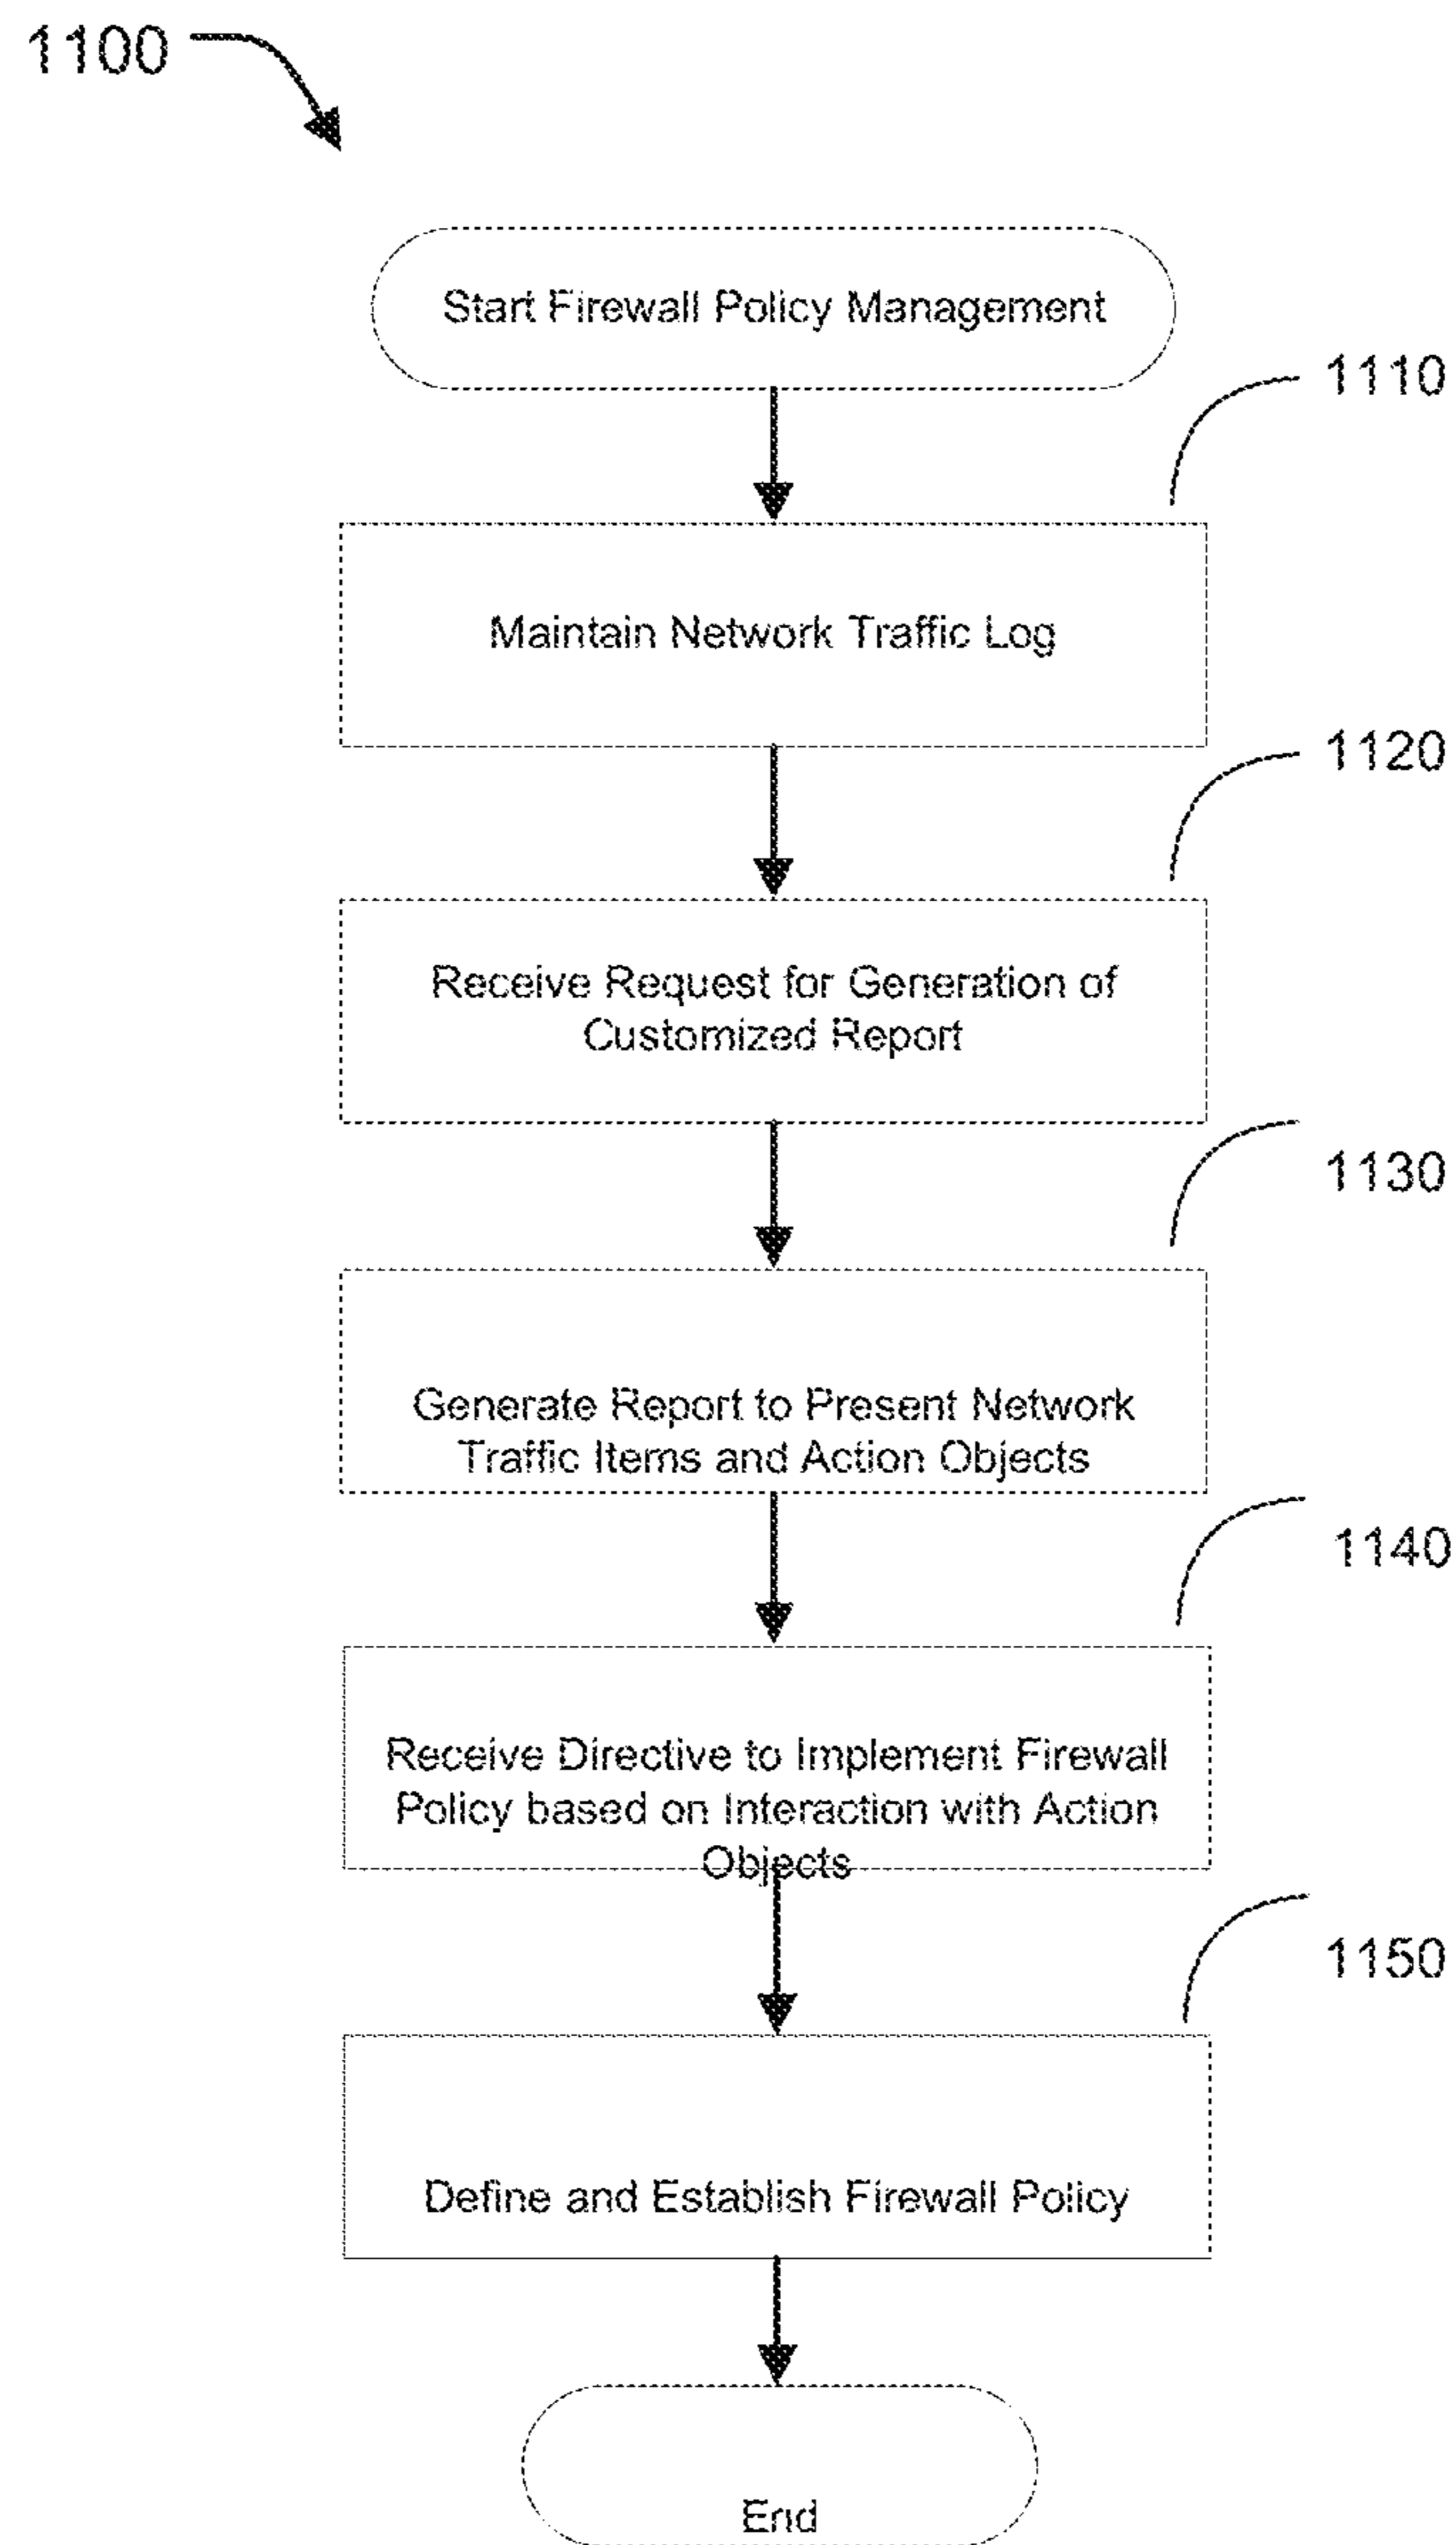 1100
Start Firewall Policy Management
1110
Maintain Network Traffic Log
1120
Receive Request for Generation of
Customized Report
1130
Generate Report to Present Network
Traffic Items and Action Objects
1140
Receive Directive to Implement Firewall
Policy based on Interaction with Action
Objects
1150
Define and Establish Firewall Policy
End